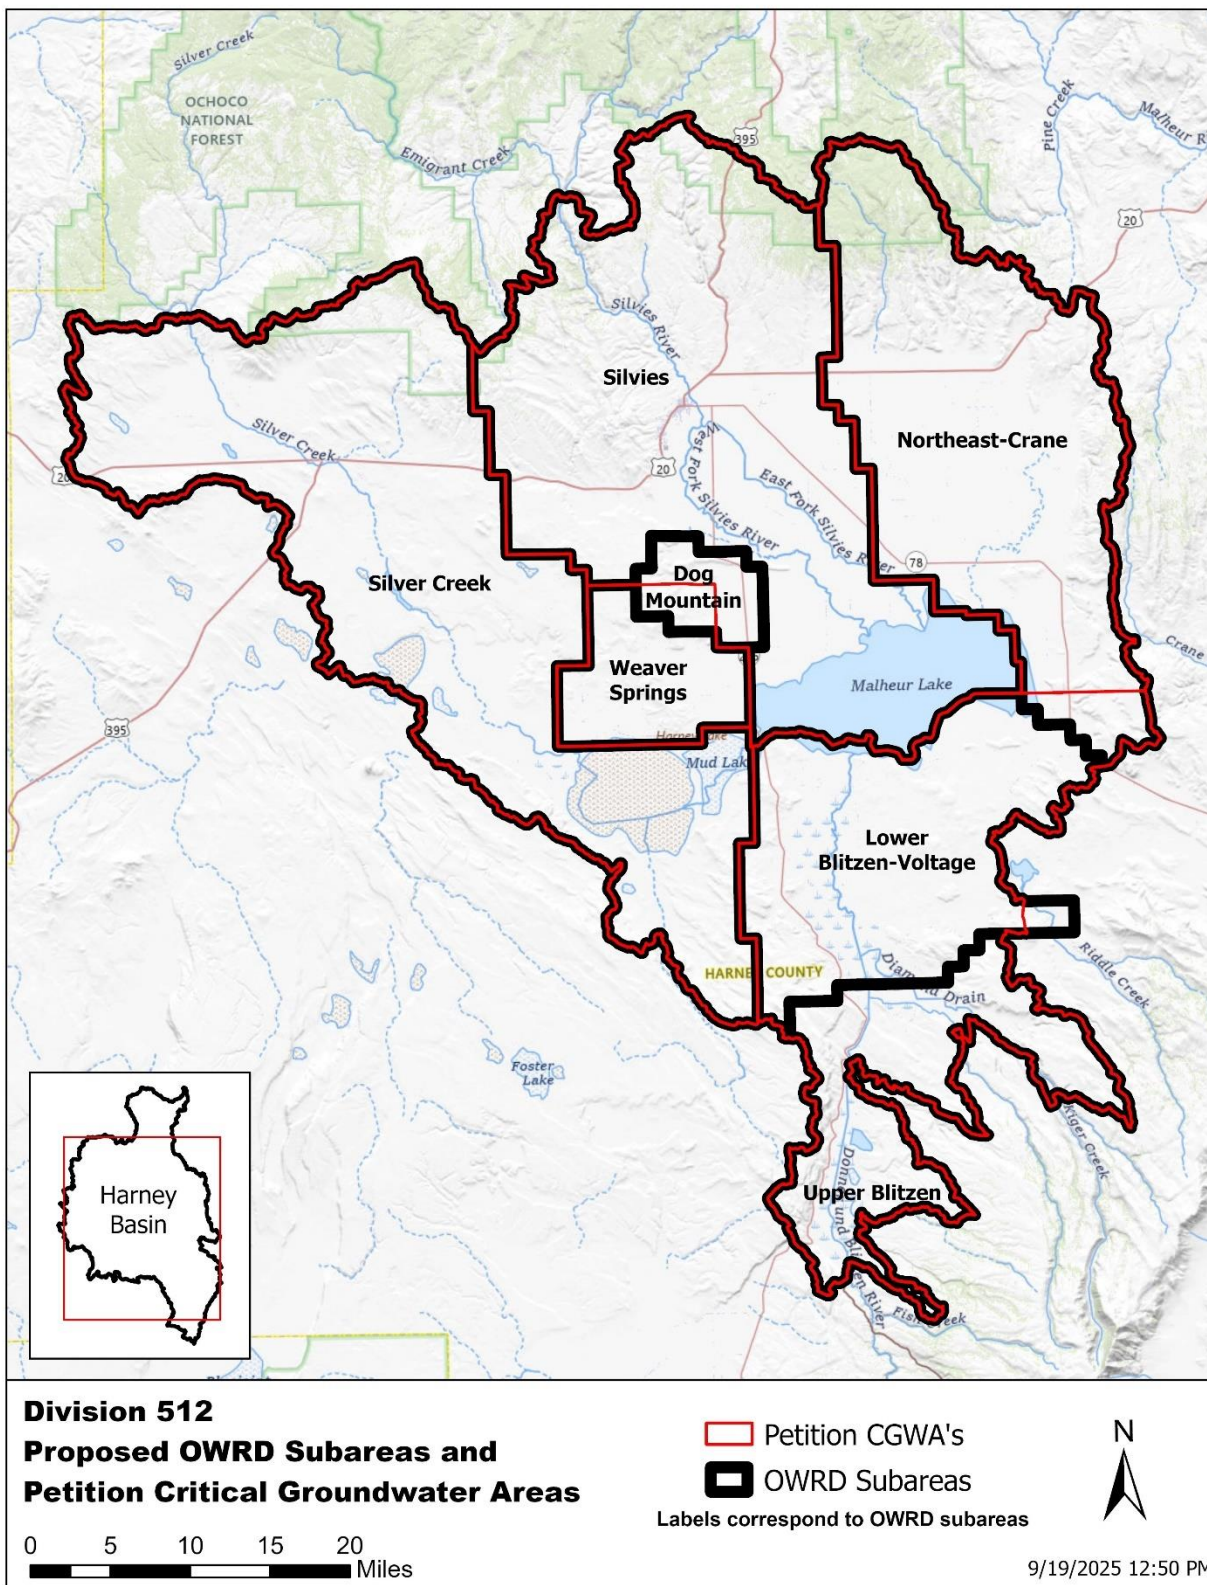 Silver Creek
OCHOCO
NATIONAL
FOREST
Emigrant Creek
395
Pine Creek
20
Silvies River
Silvies
Northeast-Crane
Silver Creek
20
20
West Fork Silvies River
East Fork Silvies River
78
Silver Creek
Dog
Mountain
Weaver
Springs
Malheur Lake
Crane
395
Mud Lake
Lower
Blitzen-Voltage
HARNEY COUNTY
Diamond Drain
Riddle Creek
Foster
Lake
Kiger Creek
Upper Blitzen
Donner und Blitzen River
Fish Creek
Harney
Basin
Division 512
Proposed OWRD Subareas and
Petition Critical Groundwater Areas
0 5 10 15 20
Miles
Petition CGWA's
OWRD Subareas
Labels correspond to OWRD subareas
N
9/19/2025 12:50 PM